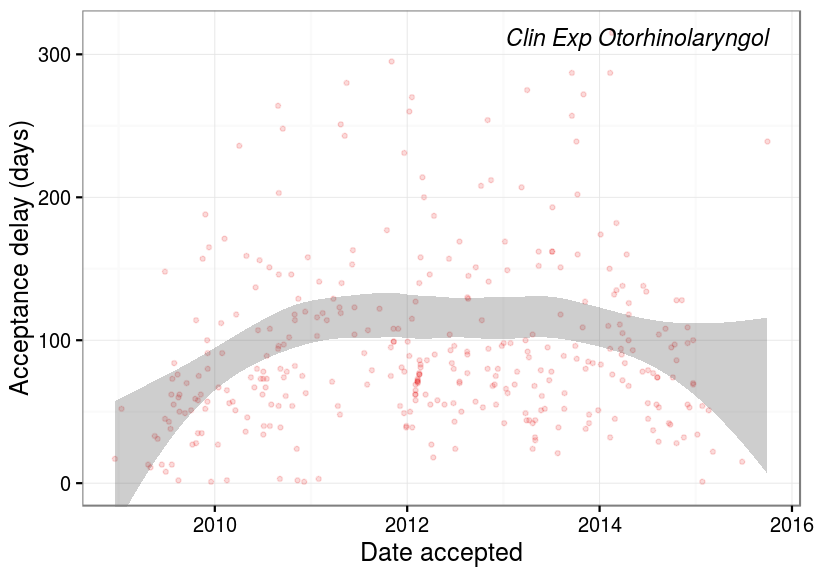 Clin Exp Otorhinolaryngol
300
200
100
0
Acceptance delay (days)
2010 2012 2014 2016
Date accepted